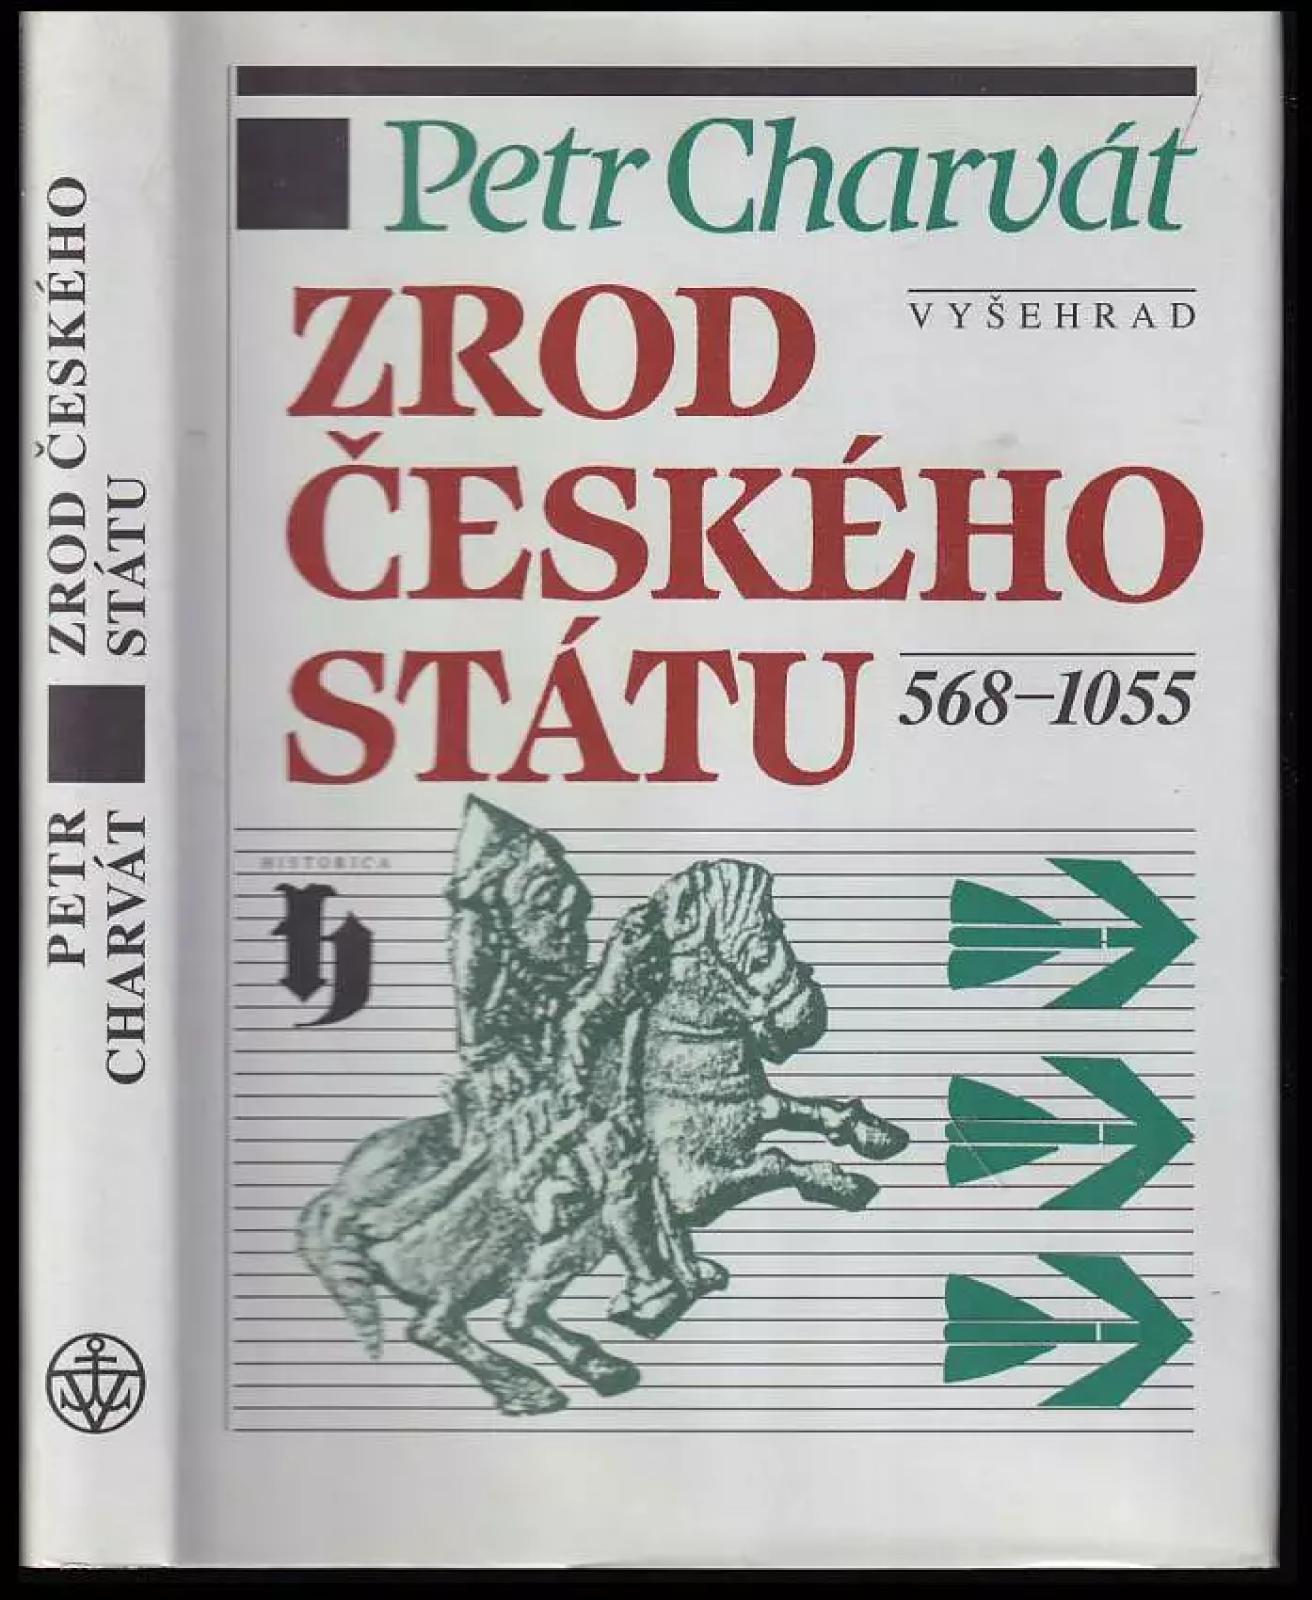 Petr Charvát
ZROD
VYŠEHRAD
ČESKÉHO
STÁTU
568–1055
HISTORICA
h
PETR
CHARVÁT
ZROD ČESKÉHO
STÁTU